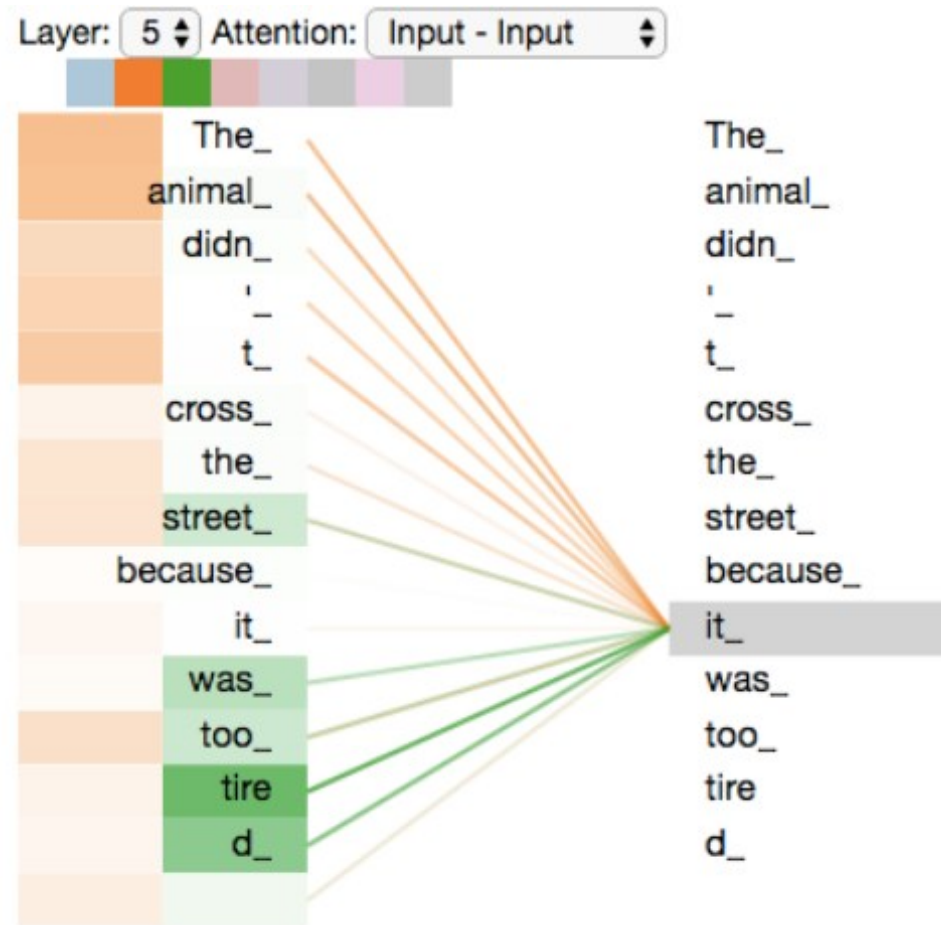 Layer: 5 Attention: Input - Input
The_ The_
animal_ animal_
didn_ didn_
'_ '_
t_ t_
cross_ cross_
the_ the_
street_ street_
because_ because_
it_ it_
was_ was_
too_ too_
tire tire
d_ d_